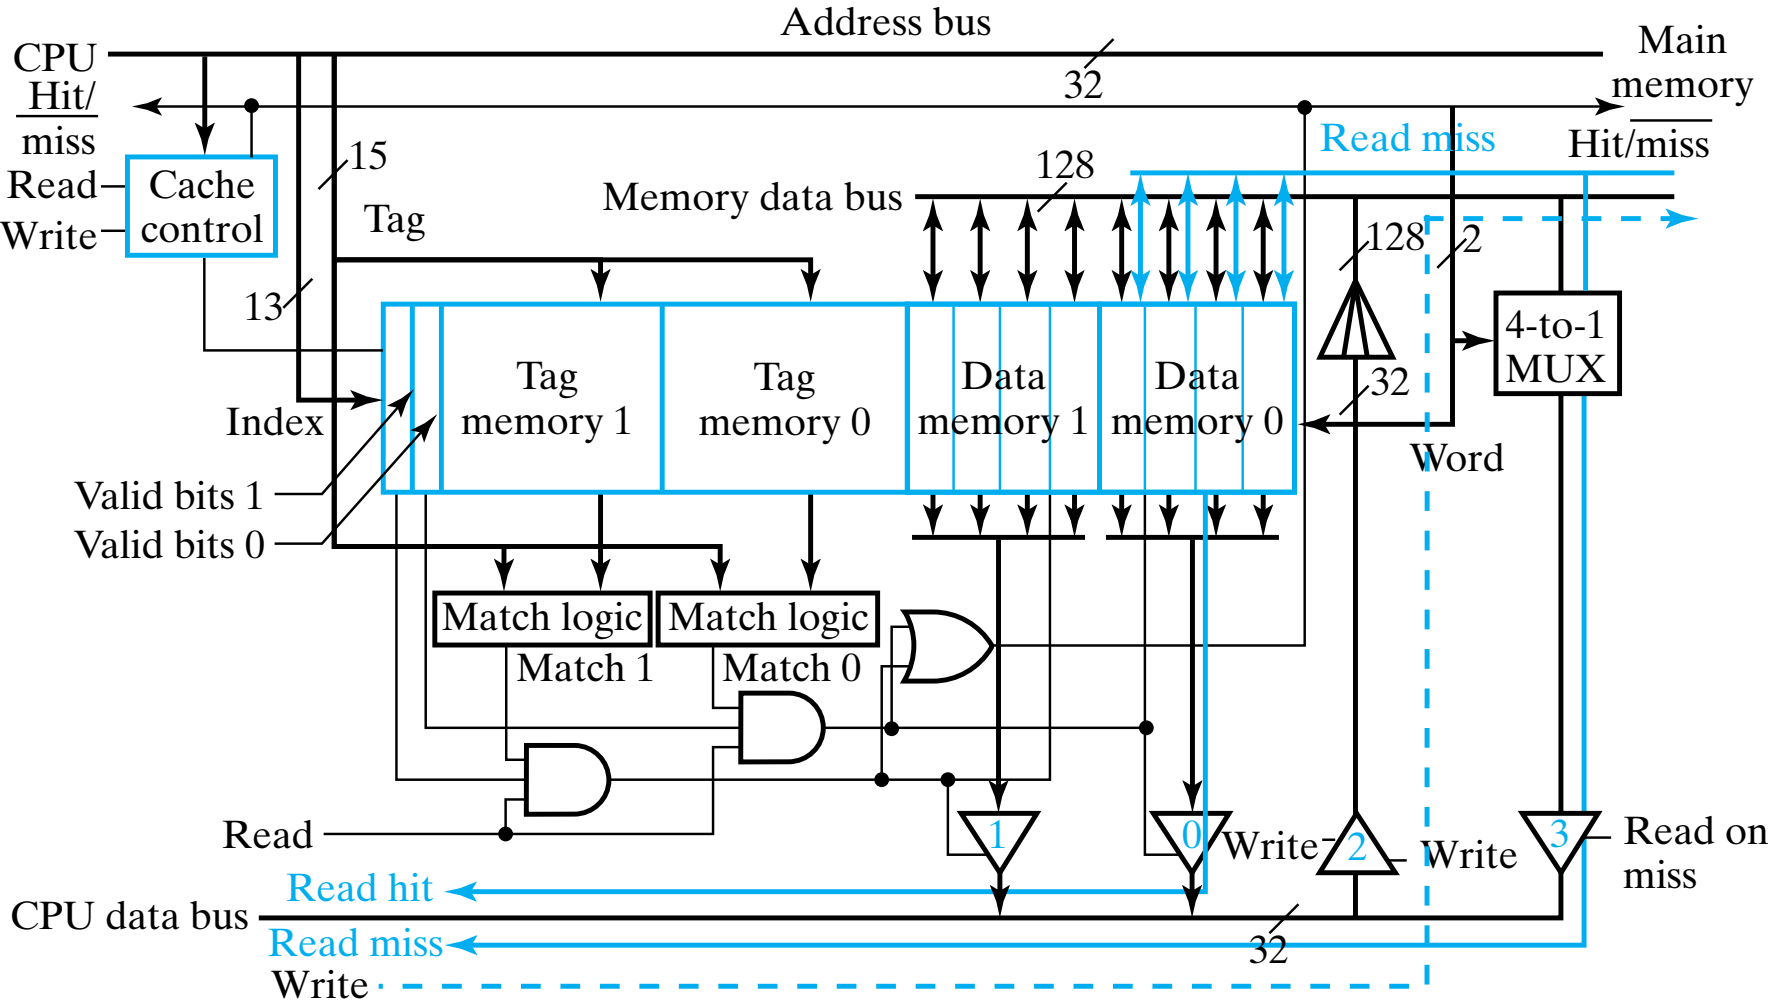 Address bus
CPU
32
Main
memory
Hit/
miss
Read miss
Hit/miss
15
128
Read
Cache
control
Write
Memory data bus
Tag
128
2
13
4-to-1
MUX
Tag
memory 1
Tag
memory 0
Data
memory 1
Data
memory 0
32
Index
Word
Valid bits 1
Valid bits 0
Match logic
Match logic
Match 1
Match 0
Read
1
0
Write
2
Write
3
Read on
miss
Read hit
CPU data bus
Read miss
32
Write